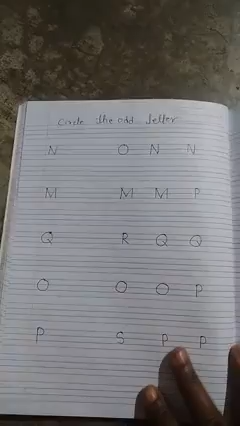 Circle the odd letter
N O N N
M M M P
Q R Q Q
O O O P
P S P P